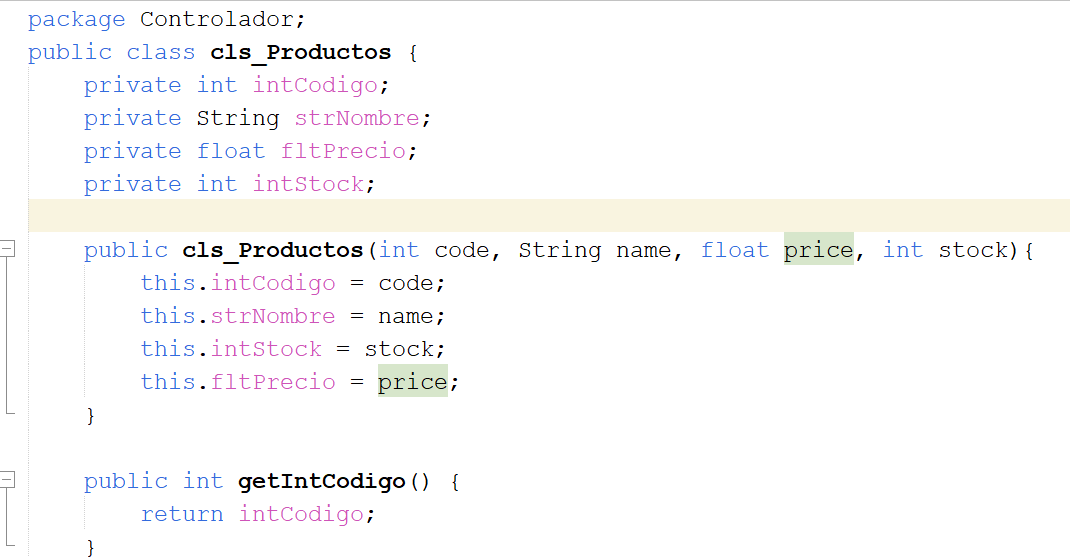 package Controlador;
public class cls_Productos {
    private int intCodigo;
    private String strNombre;
    private float fltPrecio;
    private int intStock;
    public cls_Productos(int code, String name, float price, int stock){
        this.intCodigo = code;
        this.strNombre = name;
        this.intStock = stock;
        this.fltPrecio = price;
    }
    public int getIntCodigo() {
        return intCodigo;
    }